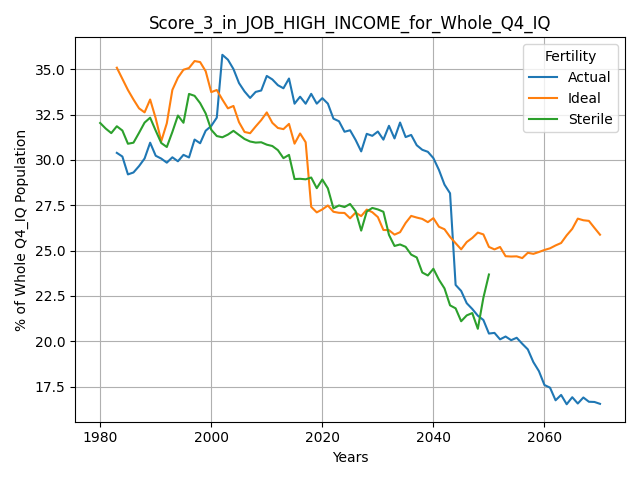 Score_3_in_JOB_HIGH_INCOME_for_Whole_Q4_IQ
Fertility
Actual
Ideal
Sterile
% of Whole Q4_IQ Population
35.0
32.5
30.0
27.5
25.0
22.5
20.0
17.5
1980
2000
2020
2040
2060
Years